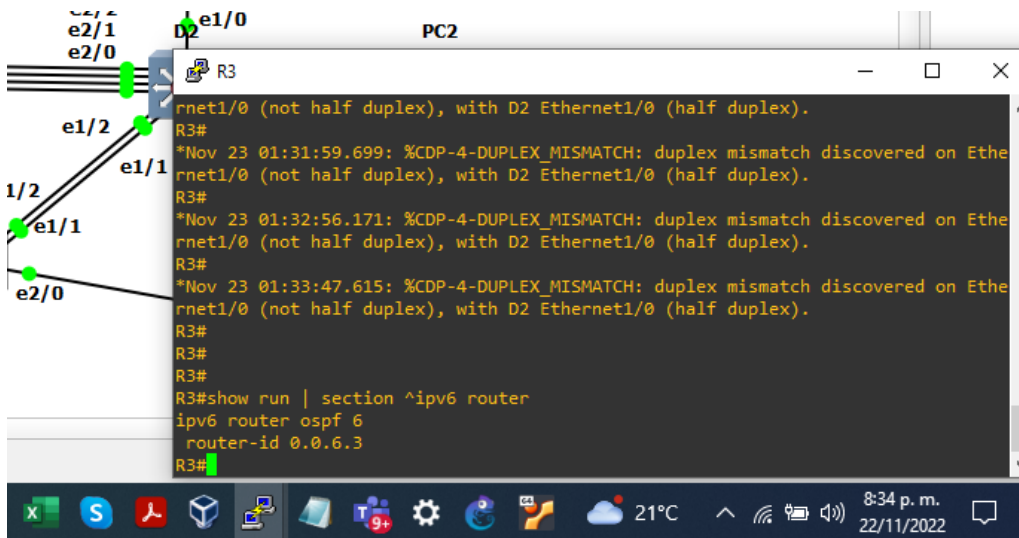 e2/1
e2/0
D2
e1/0
PC2
e1/2
e1/1
1/2
e1/1
e2/0
R3
rnet1/0 (not half duplex), with D2 Ethernet1/0 (half duplex).
R3#
*Nov 23 01:31:59.699: %CDP-4-DUPLEX_MISMATCH: duplex mismatch discovered on Ethe
rnet1/0 (not half duplex), with D2 Ethernet1/0 (half duplex).
R3#
*Nov 23 01:32:56.171: %CDP-4-DUPLEX_MISMATCH: duplex mismatch discovered on Ethe
rnet1/0 (not half duplex), with D2 Ethernet1/0 (half duplex).
R3#
*Nov 23 01:33:47.615: %CDP-4-DUPLEX_MISMATCH: duplex mismatch discovered on Ethe
rnet1/0 (not half duplex), with D2 Ethernet1/0 (half duplex).
R3#
R3#
R3#
R3#show run | section ^ipv6 router
ipv6 router ospf 6
 router-id 0.0.6.3
R3#
9+
G4
21°C
8:34 p. m.
22/11/2022